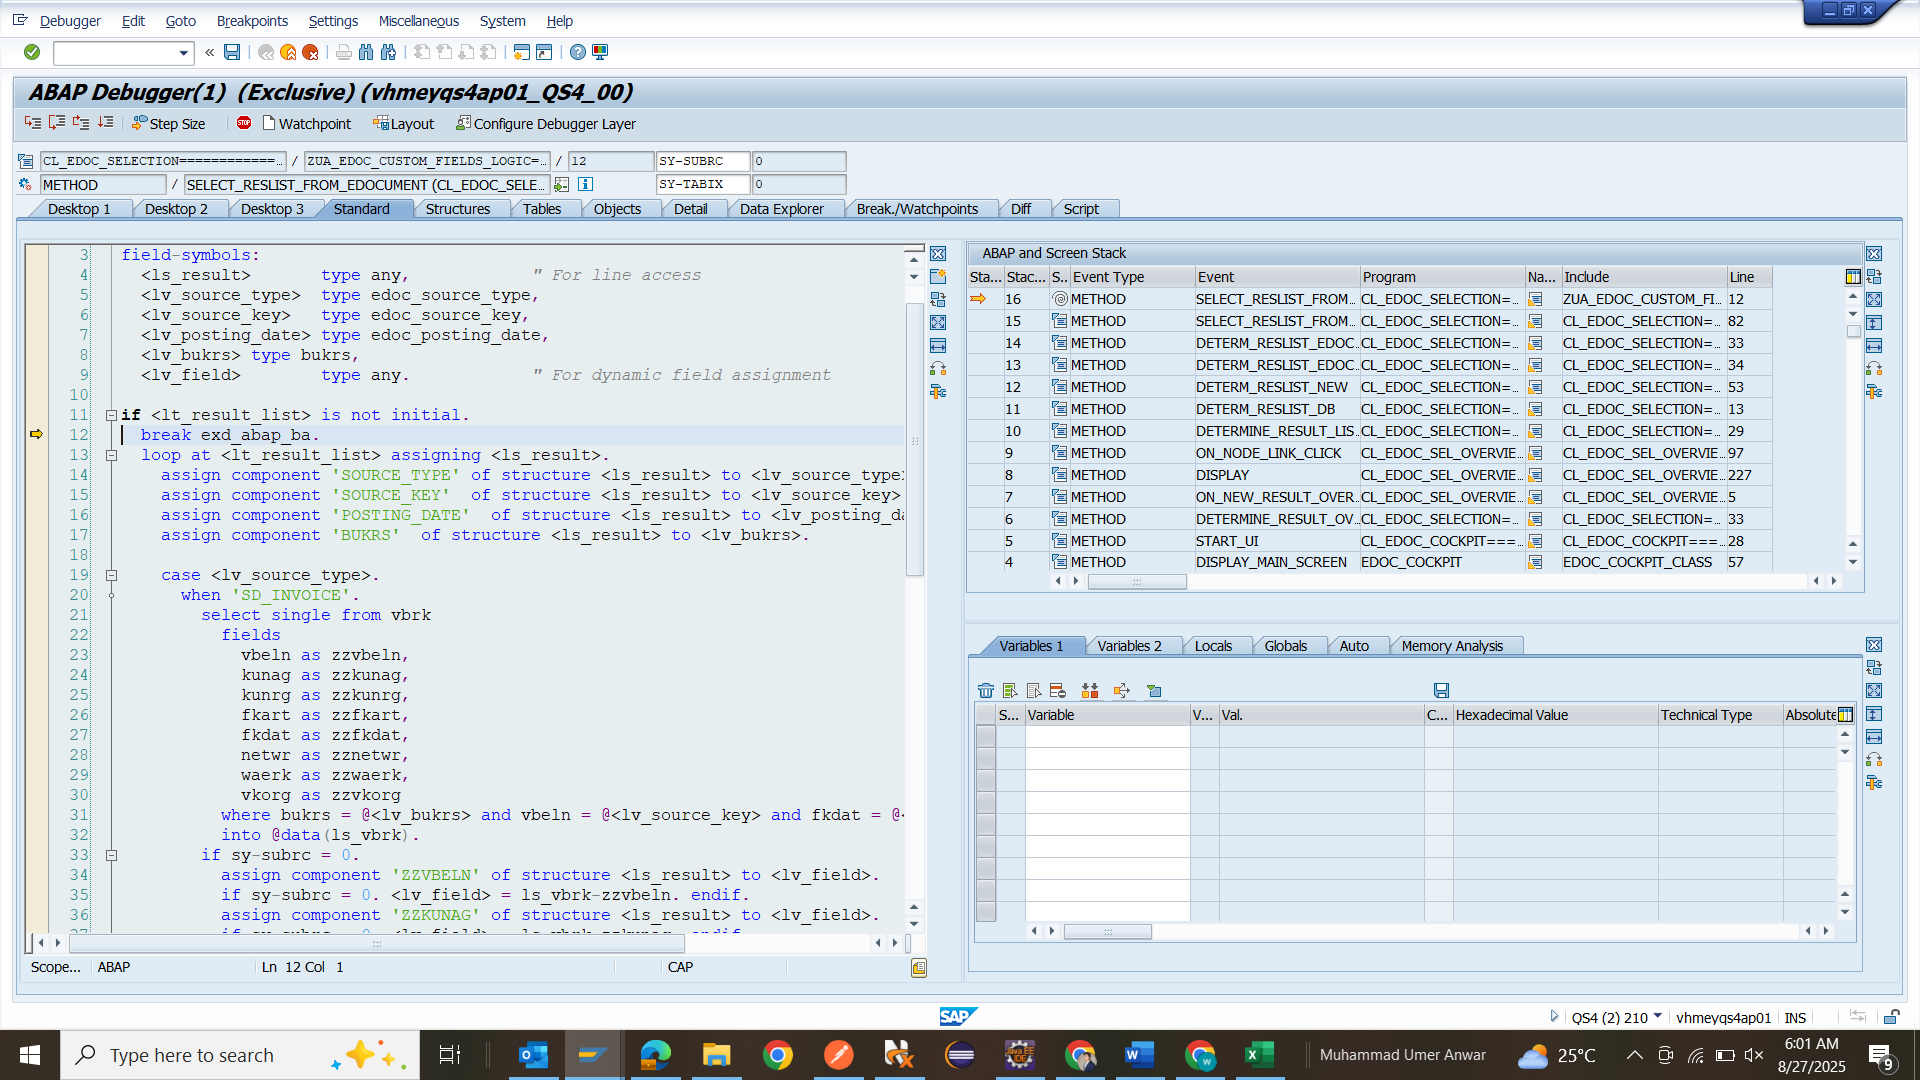 Debugger Edit Goto Breakpoints Settings Miscellaneous System Help
ABAP Debugger(1) (Exclusive) (vhmeyqs4ap01_QS4_00)
Step Size STOP Watchpoint Layout Configure Debugger Layer
CL_EDOC_SELECTION============… / ZUA_EDOC_CUSTOM_FIELDS_LOGIC=… / 12 SY-SUBRC 0
METHOD / SELECT_RESLIST_FROM_EDOCUMENT (CL_EDOC_SELE… SY-TABIX 0
Desktop 1 Desktop 2 Desktop 3 Standard Structures Tables Objects Detail Data Explorer Break./Watchpoints Diff Script
3 field-symbols:
4 <ls_result> type any, " For line access
5 <lv_source_type> type edoc_source_type,
6 <lv_source_key> type edoc_source_key,
7 <lv_posting_date> type edoc_posting_date,
8 <lv_bukrs> type bukrs,
9 <lv_field> type any. " For dynamic field assignment
10
11 if <lt_result_list> is not initial.
12 break exd_abap_ba.
13 loop at <lt_result_list> assigning <ls_result>.
14 assign component 'SOURCE_TYPE' of structure <ls_result> to <lv_source_type>
15 assign component 'SOURCE_KEY' of structure <ls_result> to <lv_source_key>
16 assign component 'POSTING_DATE' of structure <ls_result> to <lv_posting_da
17 assign component 'BUKRS' of structure <ls_result> to <lv_bukrs>.
18
19 case <lv_source_type>.
20 when 'SD_INVOICE'.
21 select single from vbrk
22 fields
23 vbeln as zzvbeln,
24 kunag as zzkunag,
25 kunrg as zzkunrg,
26 fkart as zzfkart,
27 fkdat as zzfkdat,
28 netwr as zznetwr,
29 waerk as zzwaerk,
30 vkorg as zzvkorg
31 where bukrs = @<lv_bukrs> and vbeln = @<lv_source_key> and fkdat = @<
32 into @data(ls_vbrk).
33 if sy-subrc = 0.
34 assign component 'ZZVBELN' of structure <ls_result> to <lv_field>.
35 if sy-subrc = 0. <lv_field> = ls_vbrk-zzvbeln. endif.
36 assign component 'ZZKUNAG' of structure <ls_result> to <lv_field>.
Scope... ABAP Ln 12 Col 1 CAP
ABAP and Screen Stack
Sta... Stac... S.. Event Type Event Program Na... Include Line
16 METHOD SELECT_RESLIST_FROM… CL_EDOC_SELECTION=… ZUA_EDOC_CUSTOM_FI… 12
15 METHOD SELECT_RESLIST_FROM… CL_EDOC_SELECTION=… CL_EDOC_SELECTION=… 82
14 METHOD DETERM_RESLIST_EDOC… CL_EDOC_SELECTION=… CL_EDOC_SELECTION=… 33
13 METHOD DETERM_RESLIST_EDOC… CL_EDOC_SELECTION=… CL_EDOC_SELECTION=… 34
12 METHOD DETERM_RESLIST_NEW CL_EDOC_SELECTION=… CL_EDOC_SELECTION=… 53
11 METHOD DETERM_RESLIST_DB CL_EDOC_SELECTION=… CL_EDOC_SELECTION=… 13
10 METHOD DETERMINE_RESULT_LIS… CL_EDOC_SELECTION=… CL_EDOC_SELECTION=… 29
9 METHOD ON_NODE_LINK_CLICK CL_EDOC_SEL_OVERVIE… CL_EDOC_SEL_OVERVIE… 97
8 METHOD DISPLAY CL_EDOC_SEL_OVERVIE… CL_EDOC_SEL_OVERVIE… 227
7 METHOD ON_NEW_RESULT_OVER… CL_EDOC_SEL_OVERVIE… CL_EDOC_SEL_OVERVIE… 5
6 METHOD DETERMINE_RESULT_OV… CL_EDOC_SELECTION=… CL_EDOC_SELECTION=… 33
5 METHOD START_UI CL_EDOC_COCKPIT===… CL_EDOC_COCKPIT===… 28
4 METHOD DISPLAY_MAIN_SCREEN EDOC_COCKPIT EDOC_COCKPIT_CLASS 57
Variables 1 Variables 2 Locals Globals Auto Memory Analysis
S... Variable V... Val. C... Hexadecimal Value Technical Type Absolute
SAP
QS4 (2) 210 vhmeyqs4ap01 INS
Type here to search
Muhammad Umer Anwar
25°C
6:01 AM
8/27/2025
9